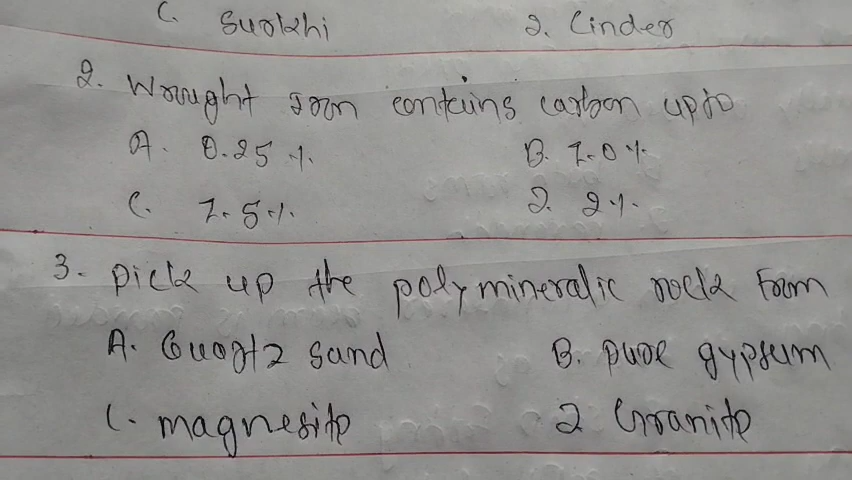 C. Surkhi 2. Cinder
2. Wrought Iron contains carbon upto
A. 0.25 % B. 1.0 %
C. 1.5 % D. 2 %
3. Pick up the polymineralic rock from
A. Quartz sand B. pure gypsum
C. magnesite D Granite